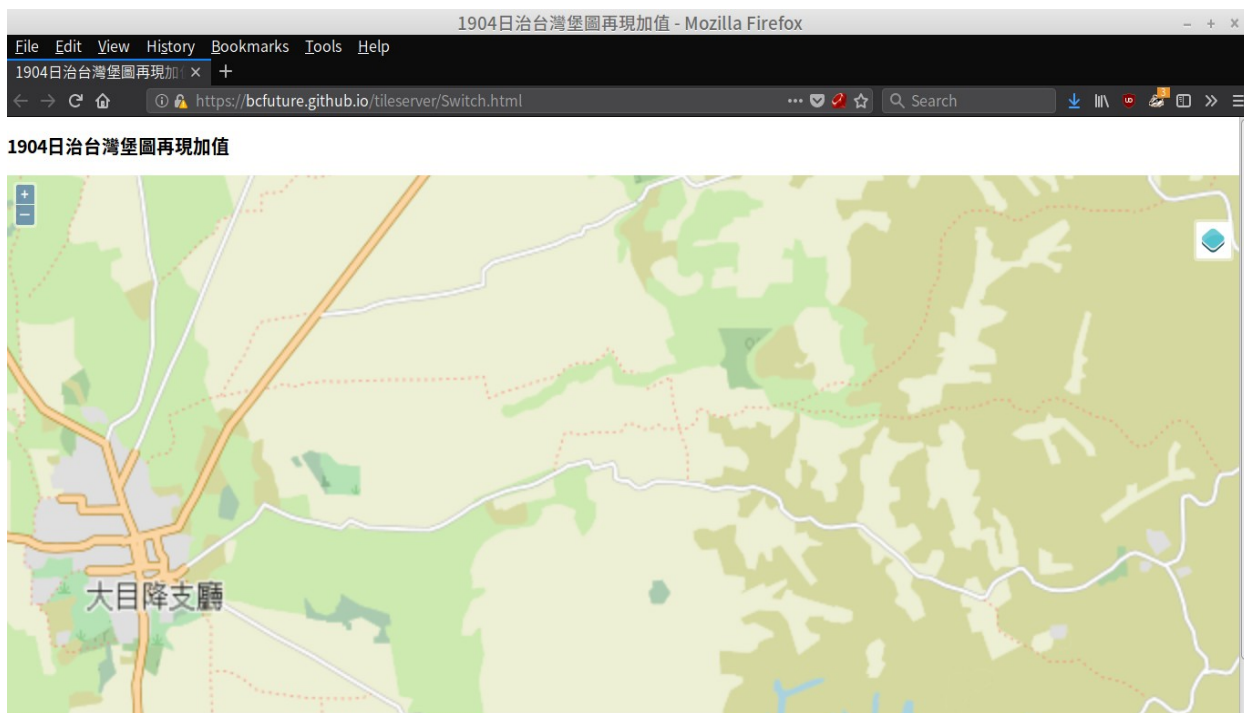 1904日治台灣堡圖再現加值 - Mozilla Firefox
File Edit View History Bookmarks Tools Help
1904日治台灣堡圖再現加
https://bcfuture.github.io/tileserver/Switch.html
Search
3
1904日治台灣堡圖再現加值
+
−
大目降支廳